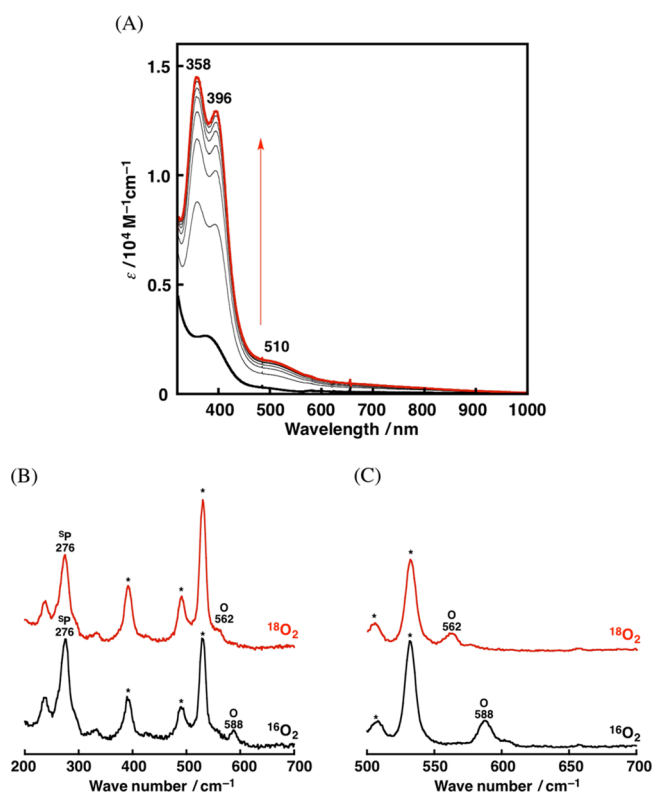 (A)
1.5
1.0
0.5
0
ε / 10⁴ M⁻¹cm⁻¹
358
396
510
400 500 600 700 800 900 1000
Wavelength / nm
(B)
ˢP
276
*
*
*
O
562
¹⁸O₂
ˢP
276
*
*
*
O
588
¹⁶O₂
200 300 400 500 600 700
Wave number / cm⁻¹
(C)
*
*
O
562
¹⁸O₂
*
*
O
588
¹⁶O₂
500 550 600 650 700
Wave number / cm⁻¹